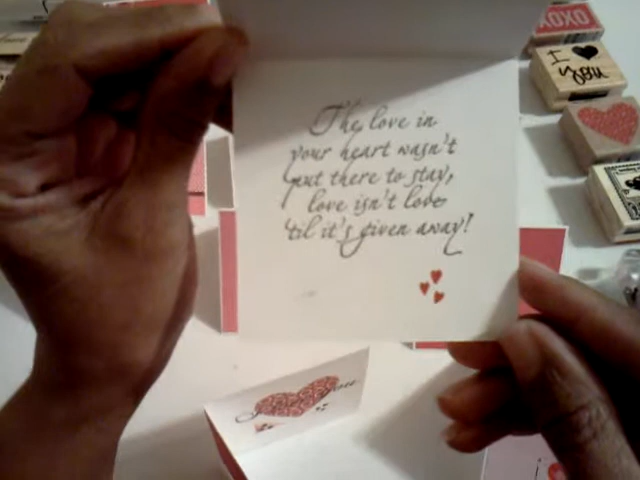 XOXO
I
you
The love in
your heart wasn't
put there to stay,
love isn't love
'til it's given away!